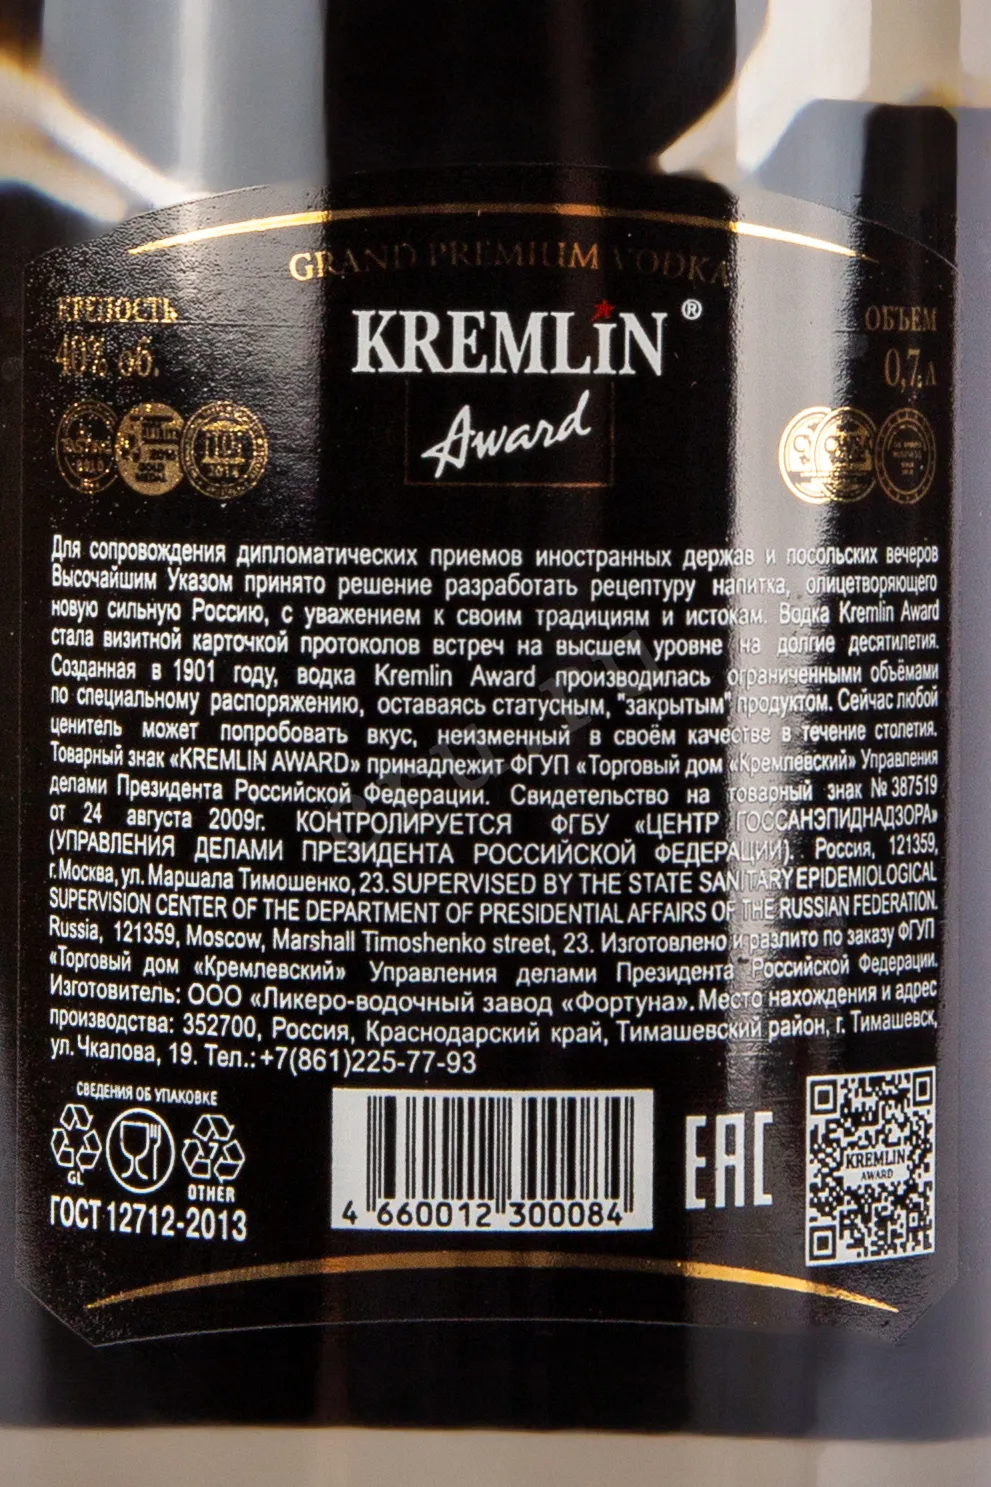 GRAND PREMIUM VODKA
КРЕПОСТЬ
40% об.
KREMLiN ®
Award
ОБЪЕМ
0,7 л
Для сопровождения дипломатических приемов иностранных держав и посольских вечеров
Высочайшим Указом принято решение разработать рецептуру напитка, олицетворяющего
новую сильную Россию, с уважением к своим традициям и истокам. Водка Kremlin Award
стала визитной карточкой протоколов встреч на высшем уровне на долгие десятилетия.
Созданная в 1901 году, водка Kremlin Award производилась ограниченными объёмами
по специальному распоряжению, оставаясь статусным, "закрытым" продуктом. Сейчас любой
ценитель может попробовать вкус, неизменный в своём качестве в течение столетия.
Товарный знак «KREMLIN AWARD» принадлежит ФГУП «Торговый дом «Кремлевский» Управления
делами Президента Российской Федерации. Свидетельство на товарный знак №387519
от 24 августа 2009г. КОНТРОЛИРУЕТСЯ ФГБУ «ЦЕНТР ГОССАНЭПИДНАДЗОРА»
(УПРАВЛЕНИЯ ДЕЛАМИ ПРЕЗИДЕНТА РОССИЙСКОЙ ФЕДЕРАЦИИ). Россия, 121359,
г. Москва, ул. Маршала Тимошенко, 23. SUPERVISED BY THE STATE SANITARY EPIDEMIOLOGICAL
SUPERVISION CENTER OF THE DEPARTMENT OF PRESIDENTIAL AFFAIRS OF THE RUSSIAN FEDERATION.
Russia, 121359, Moscow, Marshall Timoshenko street, 23. Изготовлено и разлито по заказу ФГУП
«Торговый дом «Кремлевский» Управления делами Президента Российской Федерации.
Изготовитель: ООО «Ликеро-водочный завод «Фортуна». Место нахождения и адрес
производства: 352700, Россия, Краснодарский край, Тимашевский район, г. Тимашевск,
ул. Чкалова, 19. Тел.: +7(861)225-77-93
СВЕДЕНИЯ ОБ УПАКОВКЕ
GL
7
OTHER
ГОСТ 12712-2013
4 660012 300084
EAC
KREMLIN
AWARD